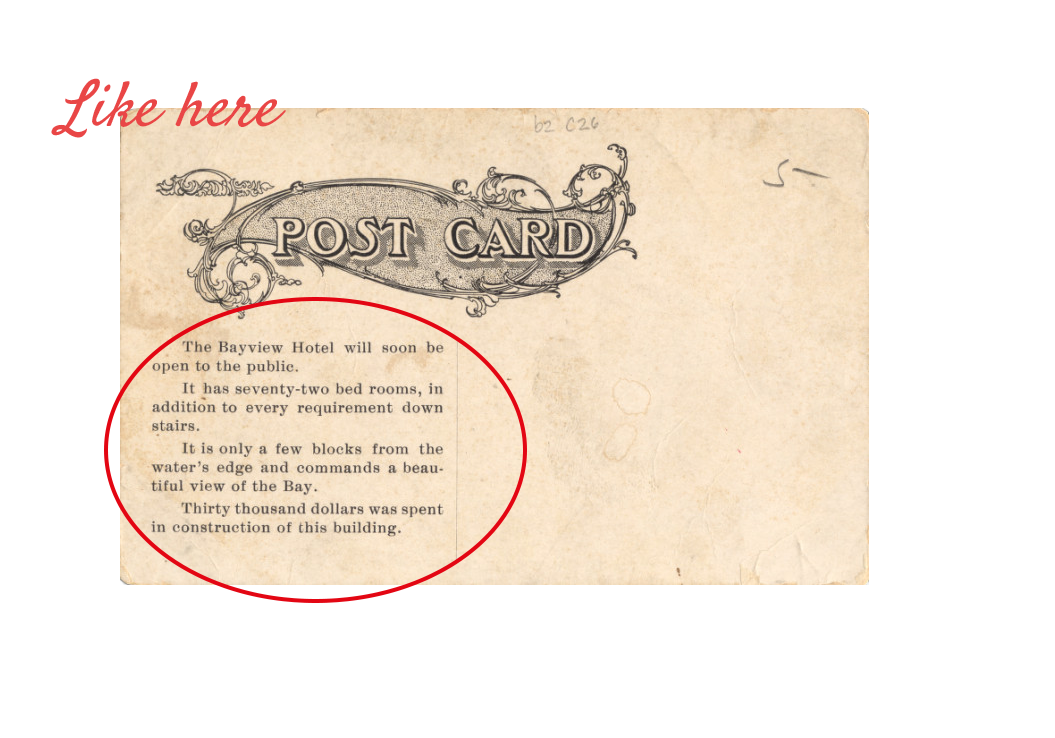 Like here
b2 C26
5—
POST CARD
The Bayview Hotel will soon be
open to the public.
It has seventy-two bed rooms, in
addition to every requirement down
stairs.
It is only a few blocks from the
water's edge and commands a beau-
tiful view of the Bay.
Thirty thousand dollars was spent
in construction of this building.